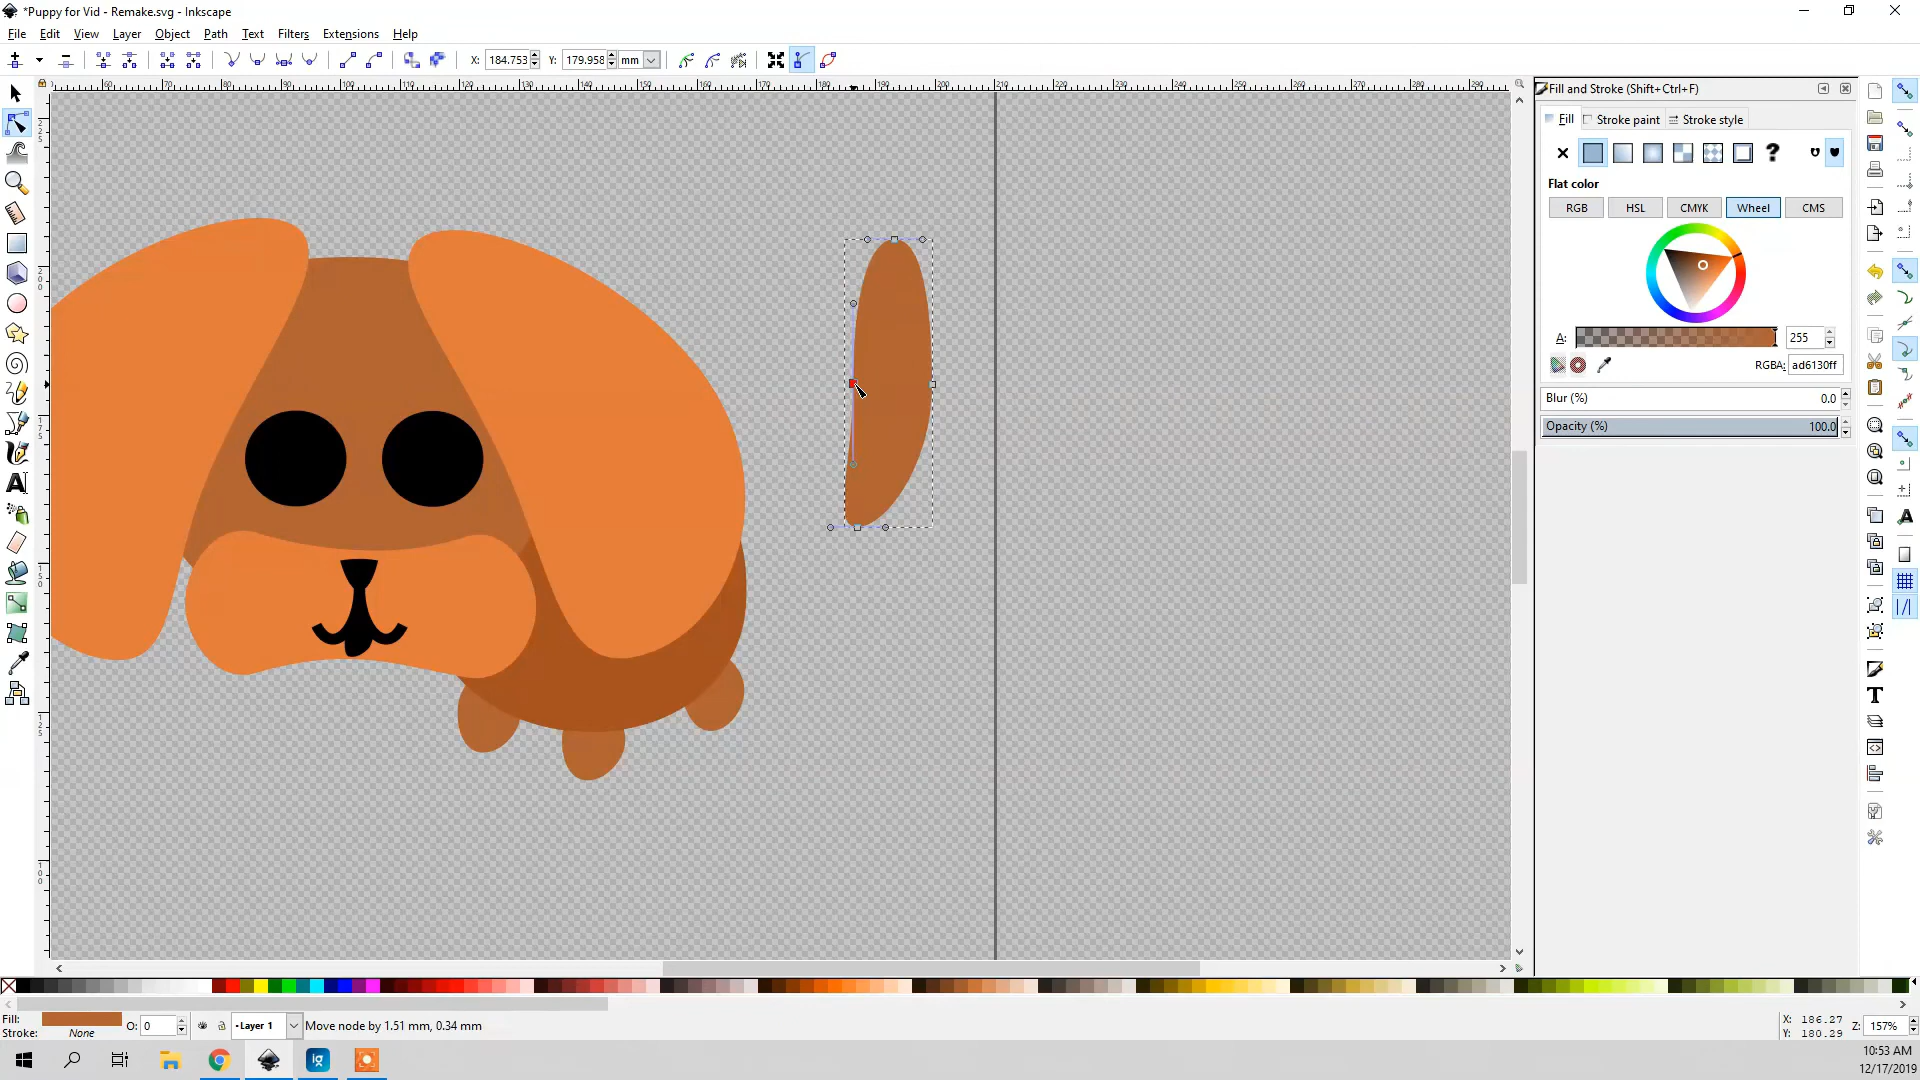 *Puppy for Vid - Remake.svg - Inkscape
File Edit View Layer Object Path Text Filters Extensions Help
X: 184.753 Y: 179.958 mm
Fill and Stroke (Shift+Ctrl+F)
Fill Stroke paint Stroke style
Flat color
RGB HSL CMYK Wheel CMS
A: 255
RGBA: ad6130ff
Blur (%) 0.0
Opacity (%) 100.0
Fill:
Stroke: None
O: 0
Layer 1
Move node by 1.51 mm, 0.34 mm
X: 186.27
Y: 180.29
Z: 157%
10:53 AM
12/17/2019